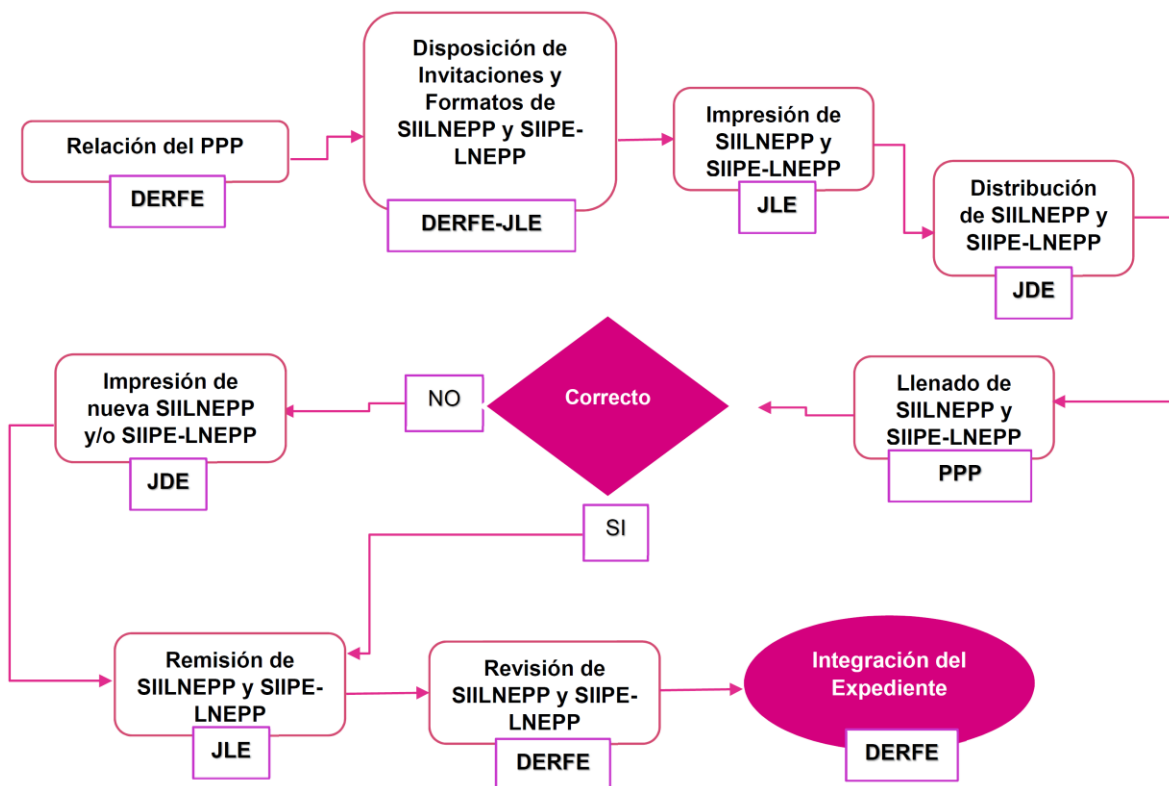 Relación del PPP
DERFE
Disposición de
Invitaciones y
Formatos de
SIILNEPP y SIIPE-
LNEPP
DERFE-JLE
Impresión de
SIILNEPP y
SIIPE-LNEPP
JLE
Distribución
de SIILNEPP y
SIIPE-LNEPP
JDE
Llenado de
SIILNEPP y
SIIPE-LNEPP
PPP
Correcto
NO
Impresión de
nueva SIILNEPP
y/o SIIPE-LNEPP
JDE
SI
Remisión de
SIILNEPP y SIIPE-
LNEPP
JLE
Revisión de
SIILNEPP y SIIPE-
LNEPP
DERFE
Integración del
Expediente
DERFE